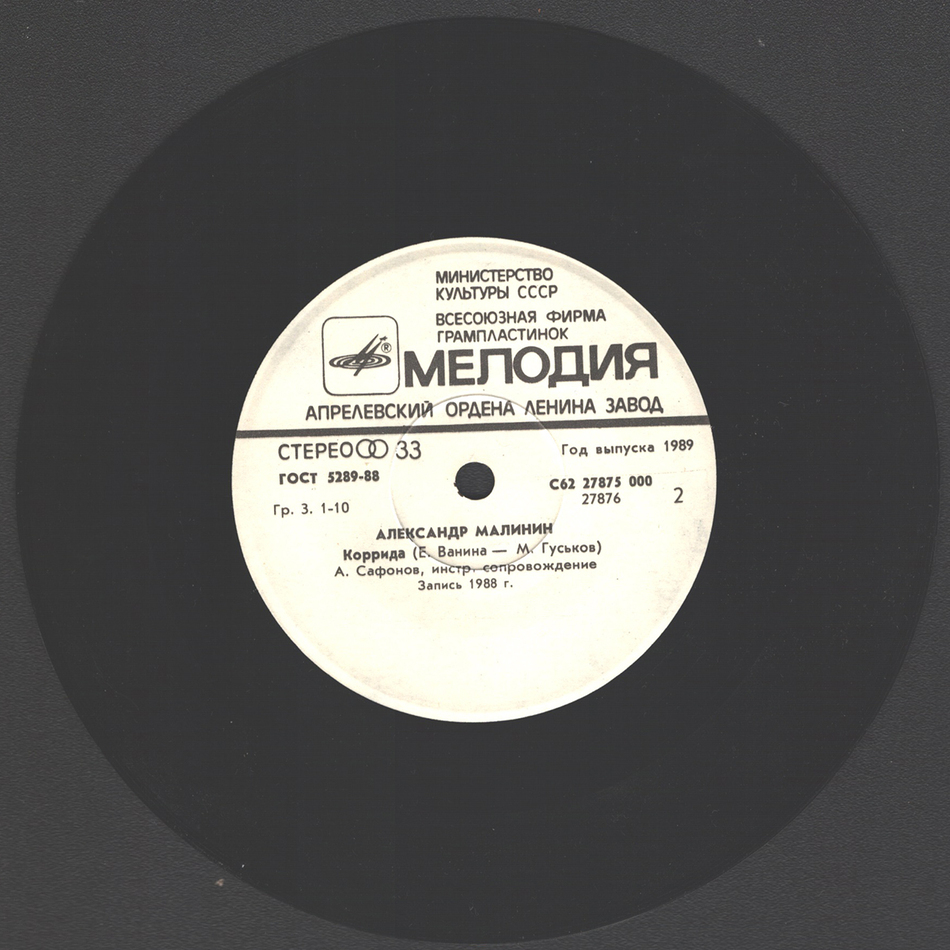 МИНИСТЕРСТВО
КУЛЬТУРЫ СССР
ВСЕСОЮЗНАЯ ФИРМА
ГРАМПЛАСТИНОК
®
МЕЛОДИЯ
АПРЕЛЕВСКИЙ ОРДЕНА ЛЕНИНА ЗАВОД
СТЕРЕО 33
Год выпуска 1989
ГОСТ 5289-88
С62 27875 000
27876
2
Гр. 3. 1-10
АЛЕКСАНДР МАЛИНИН
Коррида (Е. Ванина — М. Гуськов)
А. Сафонов, инстр. сопровождение
Запись 1988 г.